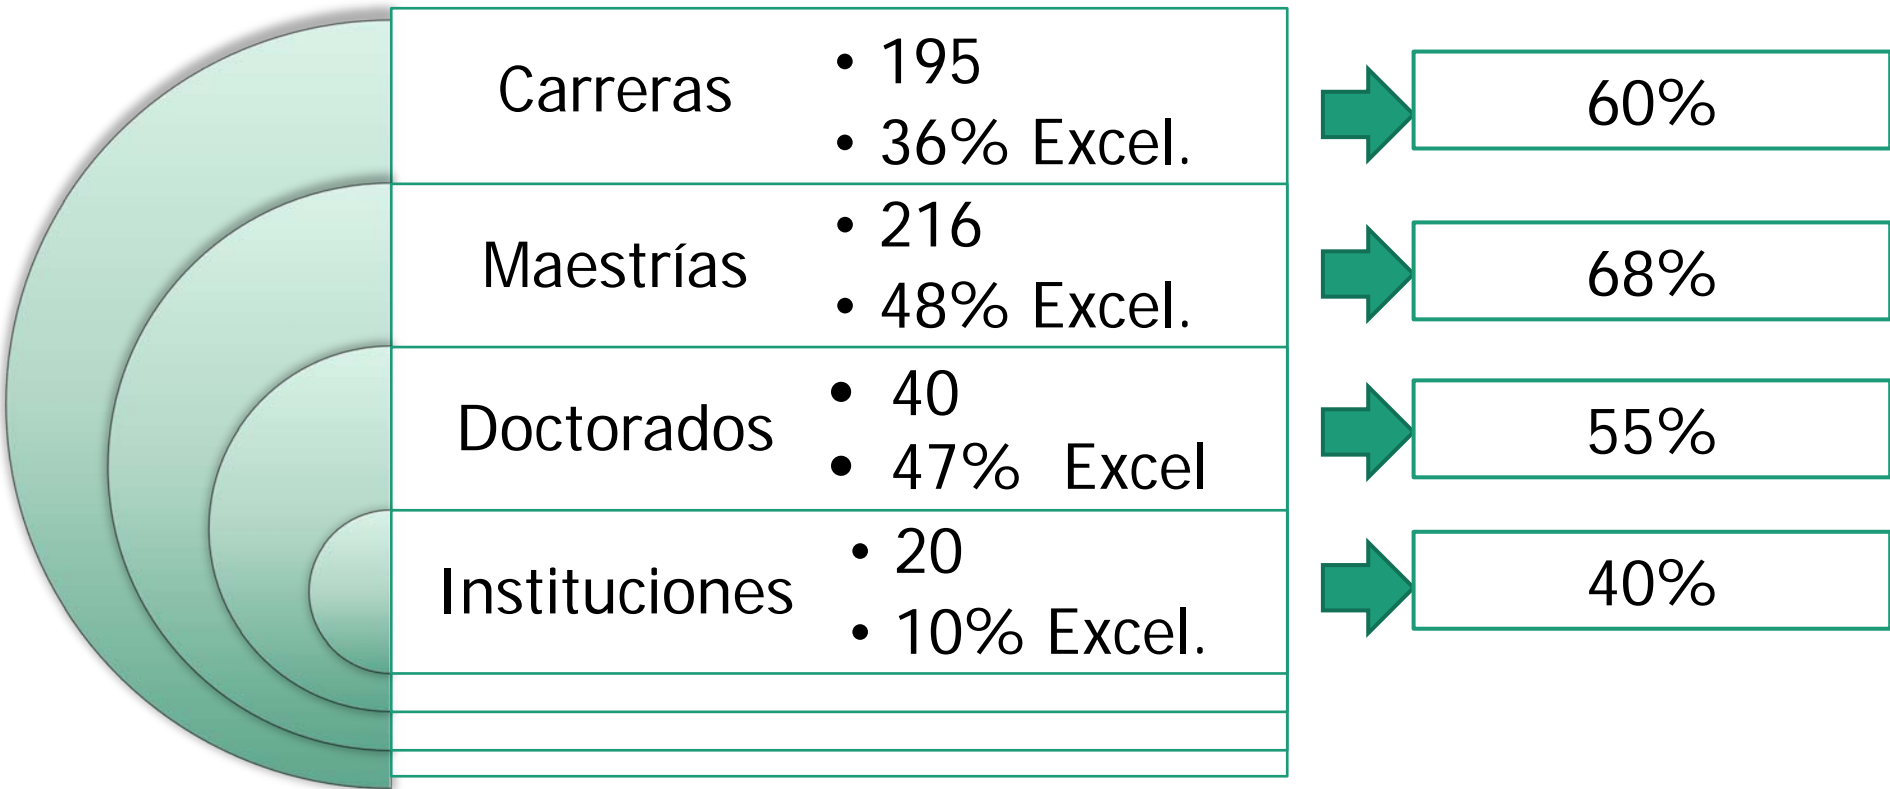 Carreras
• 195
• 36% Excel.
60%
Maestrías
• 216
• 48% Excel.
68%
Doctorados
• 40
• 47% Excel
55%
Instituciones
• 20
• 10% Excel.
40%